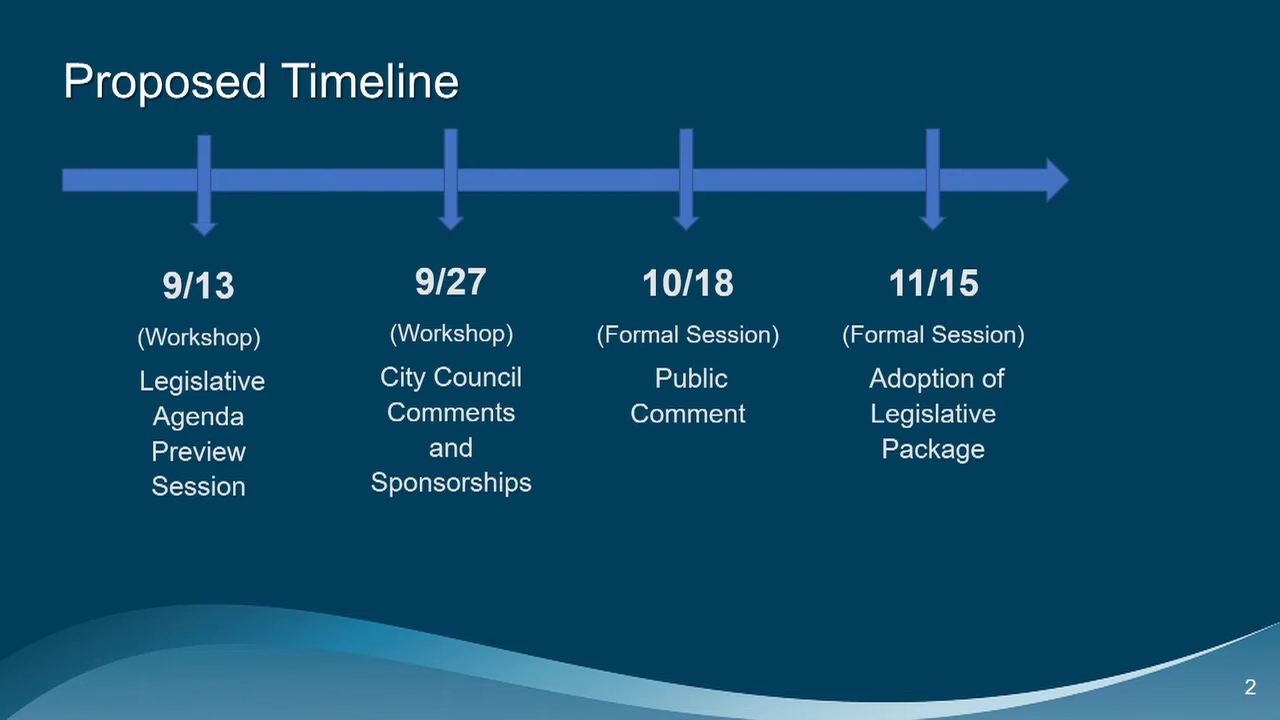 Proposed Timeline
9/13
(Workshop)
Legislative
Agenda
Preview
Session
9/27
(Workshop)
City Council
Comments
and
Sponsorships
10/18
(Formal Session)
Public
Comment
11/15
(Formal Session)
Adoption of
Legislative
Package
2